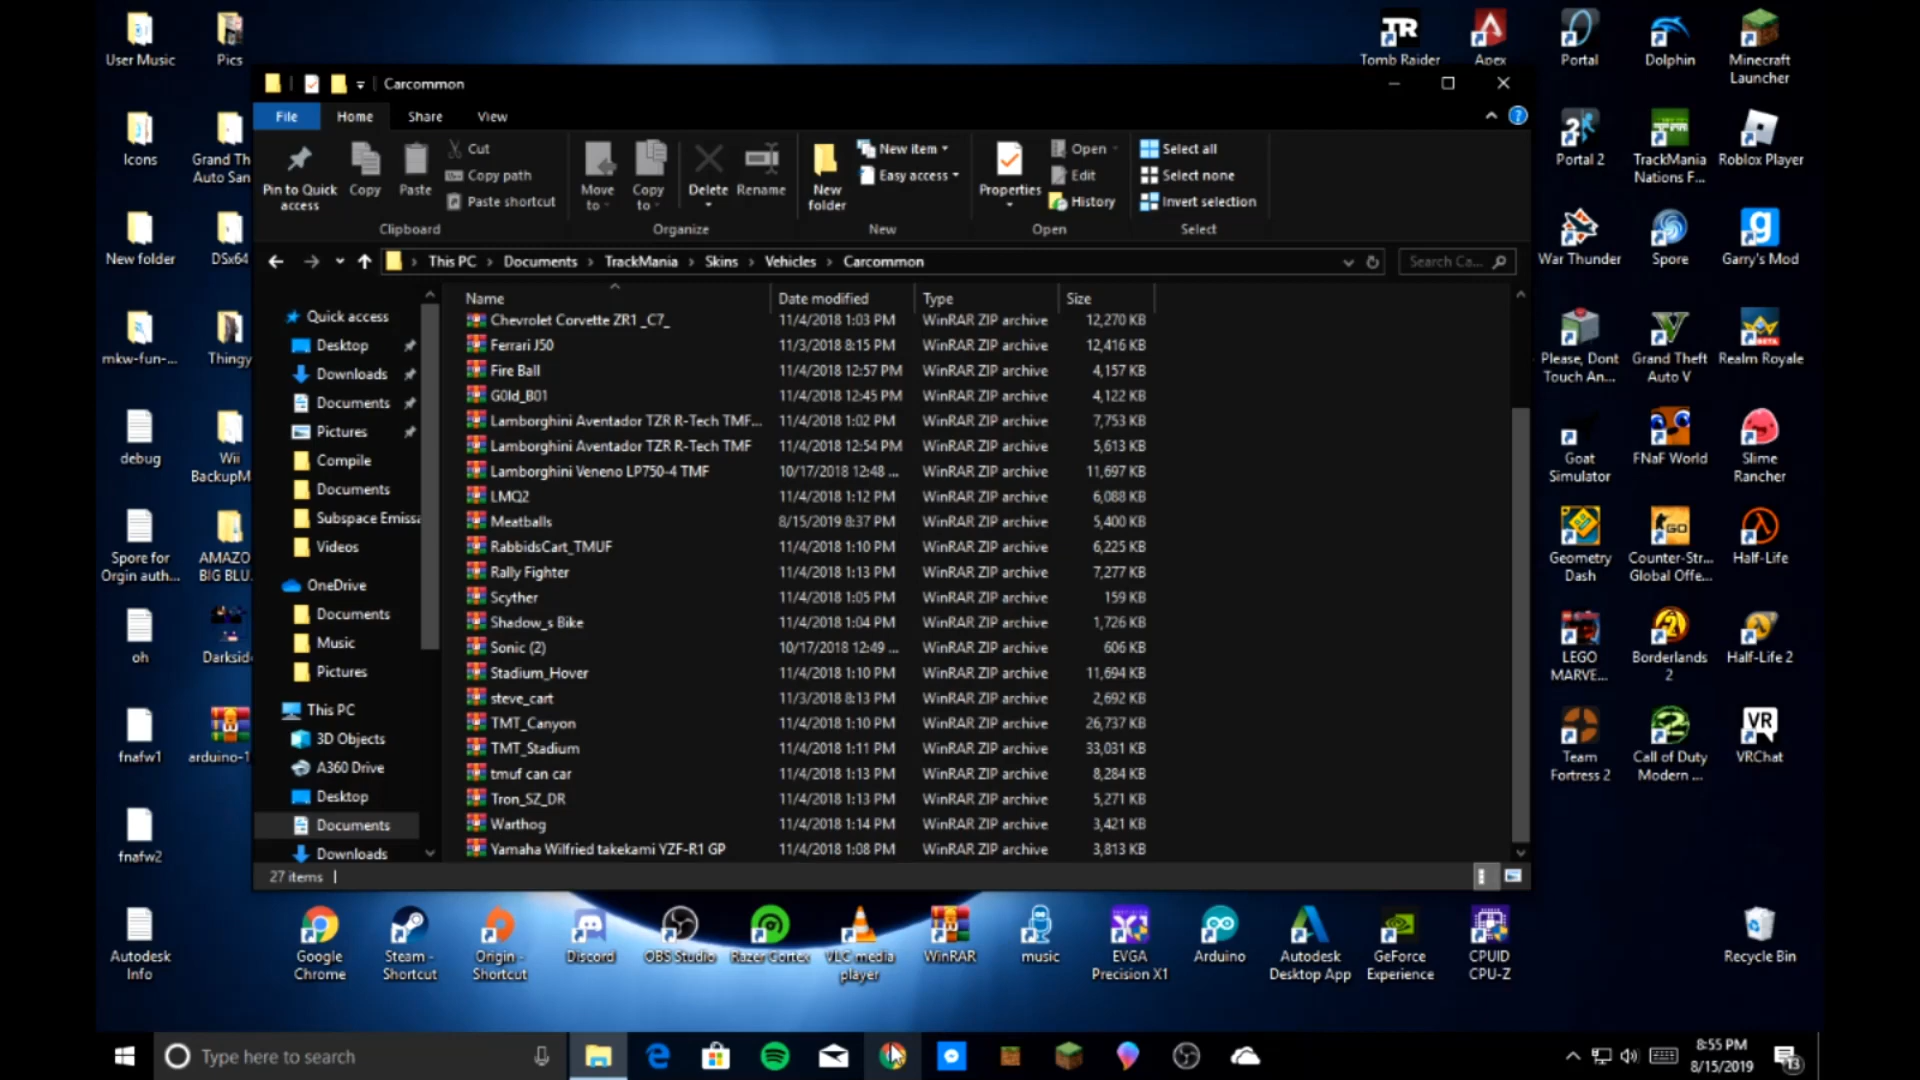 User Music
Pics
Tomb Raider
Apex
Portal
Dolphin
Minecraft
Launcher
Carcommon
File
Home
Share
View
Pin to Quick
access
Copy
Paste
Cut
Copy path
Paste shortcut
Clipboard
Move
to
Copy
to
Delete
Rename
Organize
New
folder
New item
Easy access
New
Properties
Open
Edit
History
Open
Select all
Select none
Invert selection
Select
This PC > Documents > TrackMania > Skins > Vehicles > Carcommon
Search Ca...
Name Date modified Type Size
Chevrolet Corvette ZR1 _C7_ 11/4/2018 1:03 PM WinRAR ZIP archive 12,270 KB
Ferrari J50 11/3/2018 8:15 PM WinRAR ZIP archive 12,416 KB
Fire Ball 11/4/2018 12:57 PM WinRAR ZIP archive 4,157 KB
G0ld_B01 11/4/2018 12:45 PM WinRAR ZIP archive 4,122 KB
Lamborghini Aventador TZR R-Tech TMF... 11/4/2018 1:02 PM WinRAR ZIP archive 7,753 KB
Lamborghini Aventador TZR R-Tech TMF 11/4/2018 12:54 PM WinRAR ZIP archive 5,613 KB
Lamborghini Veneno LP750-4 TMF 10/17/2018 12:48 ... WinRAR ZIP archive 11,697 KB
LMQ2 11/4/2018 1:12 PM WinRAR ZIP archive 6,088 KB
Meatballs 8/15/2019 8:37 PM WinRAR ZIP archive 5,400 KB
RabbidsCart_TMUF 11/4/2018 1:10 PM WinRAR ZIP archive 6,225 KB
Rally Fighter 11/4/2018 1:13 PM WinRAR ZIP archive 7,277 KB
Scyther 11/4/2018 1:05 PM WinRAR ZIP archive 159 KB
Shadow_s Bike 11/4/2018 1:04 PM WinRAR ZIP archive 1,726 KB
Sonic (2) 10/17/2018 12:49 ... WinRAR ZIP archive 606 KB
Stadium_Hover 11/4/2018 1:10 PM WinRAR ZIP archive 11,694 KB
steve_cart 11/3/2018 8:13 PM WinRAR ZIP archive 2,692 KB
TMT_Canyon 11/4/2018 1:10 PM WinRAR ZIP archive 26,737 KB
TMT_Stadium 11/4/2018 1:11 PM WinRAR ZIP archive 33,031 KB
tmuf can car 11/4/2018 1:13 PM WinRAR ZIP archive 8,284 KB
Tron_SZ_DR 11/4/2018 1:13 PM WinRAR ZIP archive 5,271 KB
Warthog 11/4/2018 1:14 PM WinRAR ZIP archive 3,421 KB
Yamaha Wilfried takekami YZF-R1 GP 11/4/2018 1:08 PM WinRAR ZIP archive 3,813 KB
Quick access
Desktop
Downloads
Documents
Pictures
Compile
Documents
Subspace Emissa
Videos
OneDrive
Documents
Music
Pictures
This PC
3D Objects
A360 Drive
Desktop
Documents
Downloads
27 items
Icons
Grand Th
Auto San
New folder
DSx64
mkw-fun-...
Thingy
debug
Wii
BackupM
Spore for
Orgin auth...
AMAZO
BIG BLU
oh
Darkside
fnafw1
arduino-1
fnafw2
Autodesk
Info
Portal 2
TrackMania
Nations F...
Roblox Player
War Thunder
Spore
Garry's Mod
Please, Dont
Touch An...
Grand Theft
Auto V
Realm Royale
Goat
Simulator
FNaF World
Slime
Rancher
Geometry
Dash
Counter-Str...
Global Offe...
Half-Life
LEGO
MARVE...
Borderlands
2
Half-Life 2
Team
Fortress 2
Call of Duty
Modern ...
VR
VRChat
Google
Chrome
Steam -
Shortcut
Origin -
Shortcut
Discord
OBS Studio
Razer Cortex
VLC media
player
WinRAR
music
EVGA
Precision X1
Arduino
Autodesk
Desktop App
GeForce
Experience
CPUID
CPU-Z
Recycle Bin
Type here to search
8:55 PM
8/15/2019
13